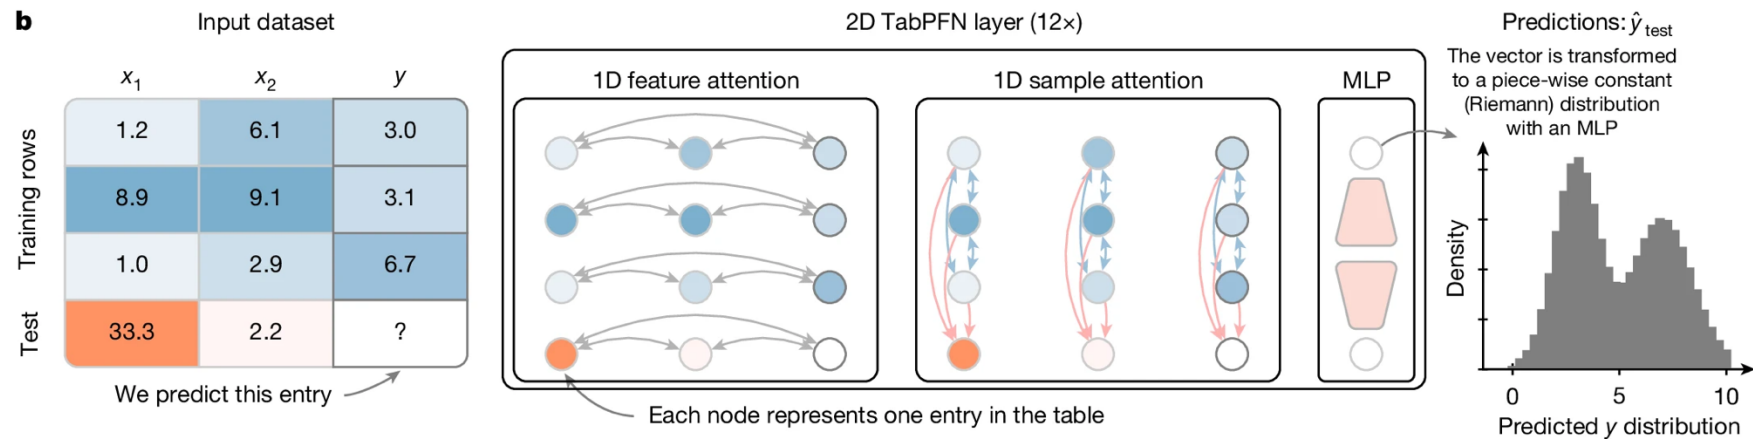 b
Input dataset
x₁ x₂ y
Training rows
1.2 6.1 3.0
8.9 9.1 3.1
1.0 2.9 6.7
Test
33.3 2.2 ?
We predict this entry
2D TabPFN layer (12×)
1D feature attention
1D sample attention
MLP
Each node represents one entry in the table
Predictions: ŷ test
The vector is transformed
to a piece-wise constant
(Riemann) distribution
with an MLP
Density
0 5 10
Predicted y distribution